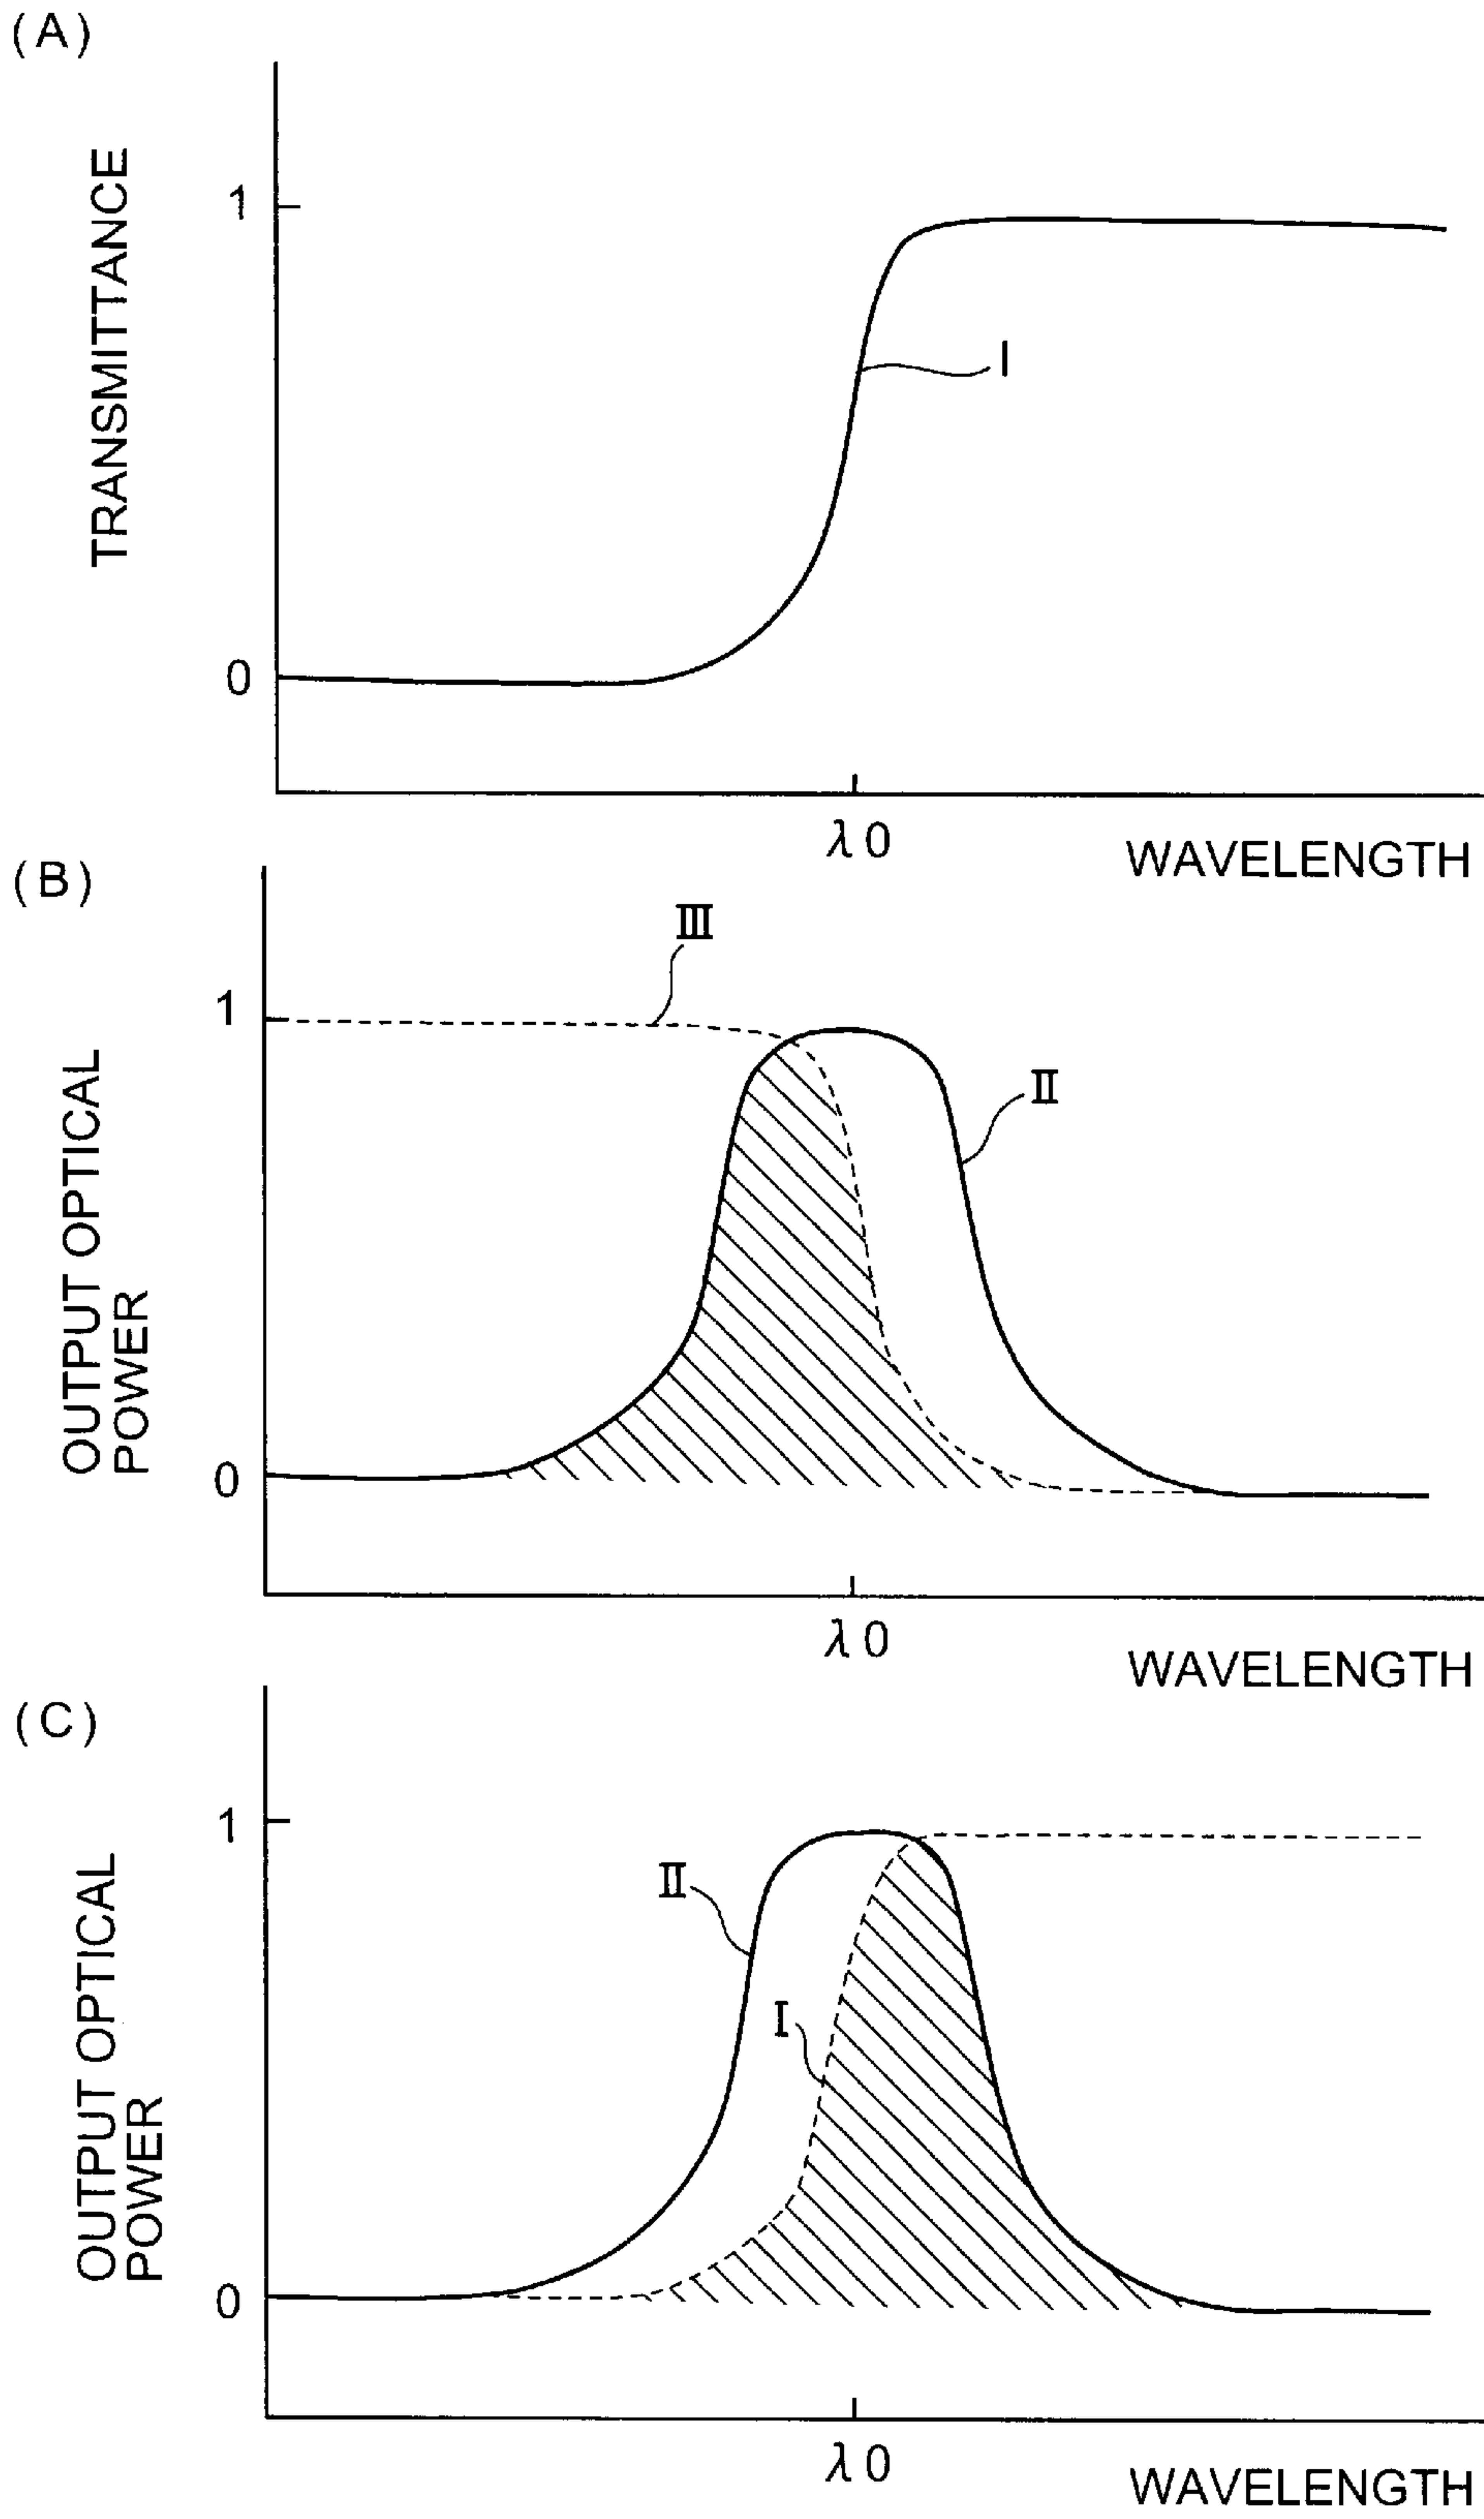 (A)
TRANSMITTANCE
1
I
0
λ0
WAVELENGTH
(B)
III
1
II
OUTPUT OPTICAL
POWER
0
λ0
WAVELENGTH
(C)
1
II
I
OUTPUT OPTICAL
POWER
0
λ0
WAVELENGTH